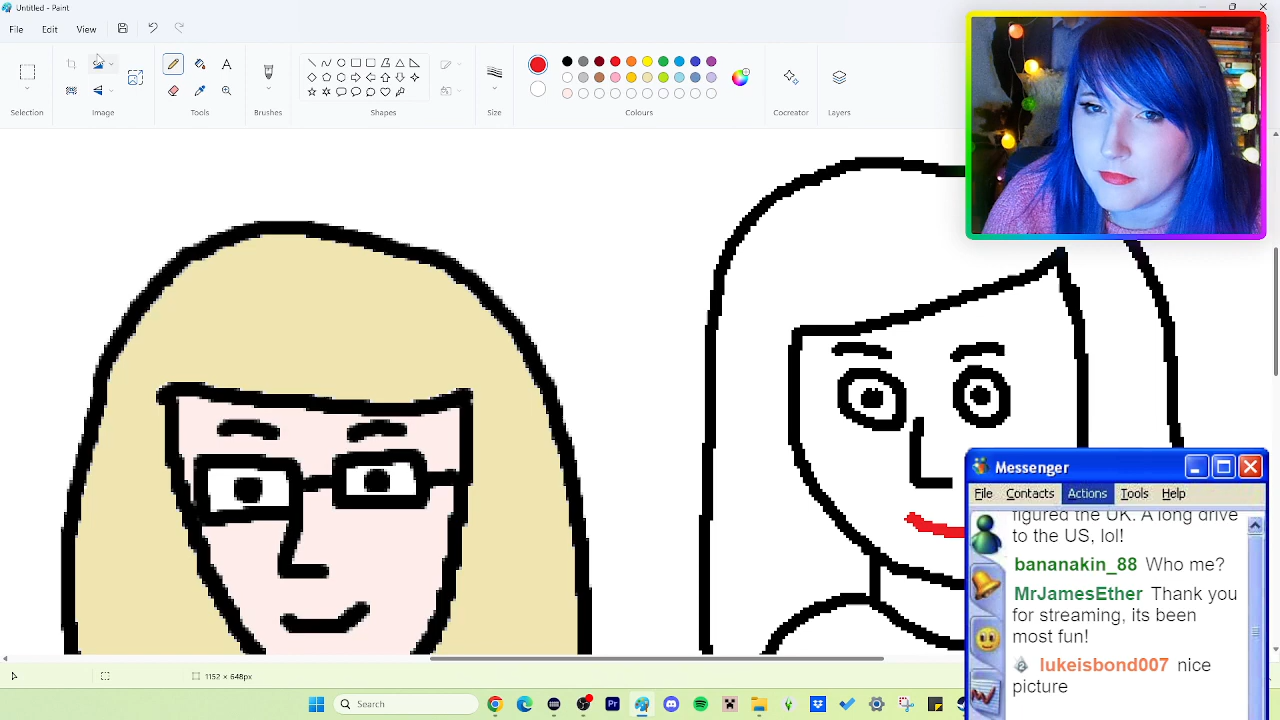 Untitled - Paint
File Edit View
Selection Image Tools Brushes Shapes Size Colours Cocreator Layers
Messenger
File Contacts Actions Tools Help
figured the UK. A long drive
to the US, lol!
bananakin_88 Who me?
MrJamesEther Thank you
for streaming, its been
most fun!
lukeisbond007 nice
picture
1152 × 648px
Search